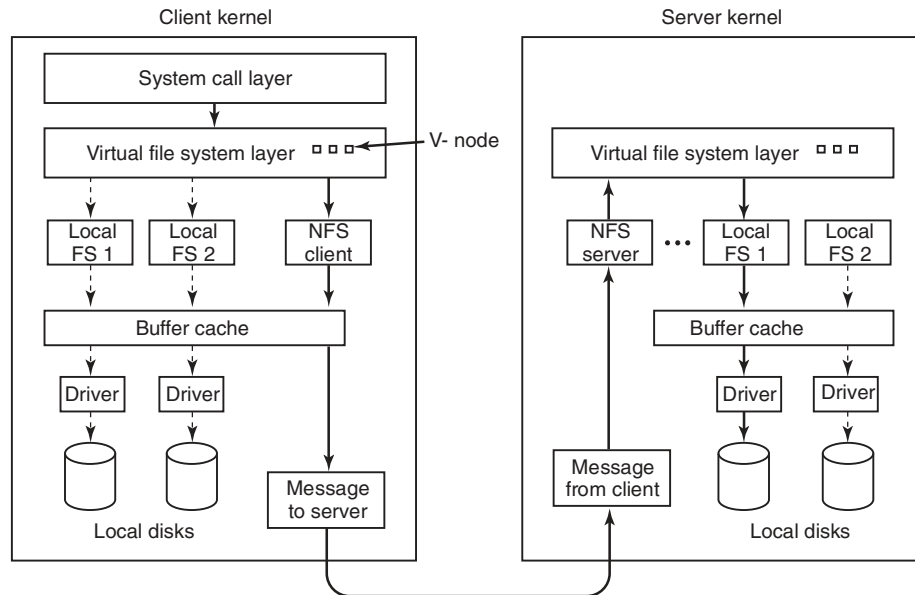 Client kernel
System call layer
Virtual file system layer
V- node
Local
FS 1
Local
FS 2
NFS
client
Buffer cache
Driver
Driver
Message
to server
Local disks
Server kernel
Virtual file system layer
NFS
server
Local
FS 1
Local
FS 2
Buffer cache
Driver
Driver
Message
from client
Local disks